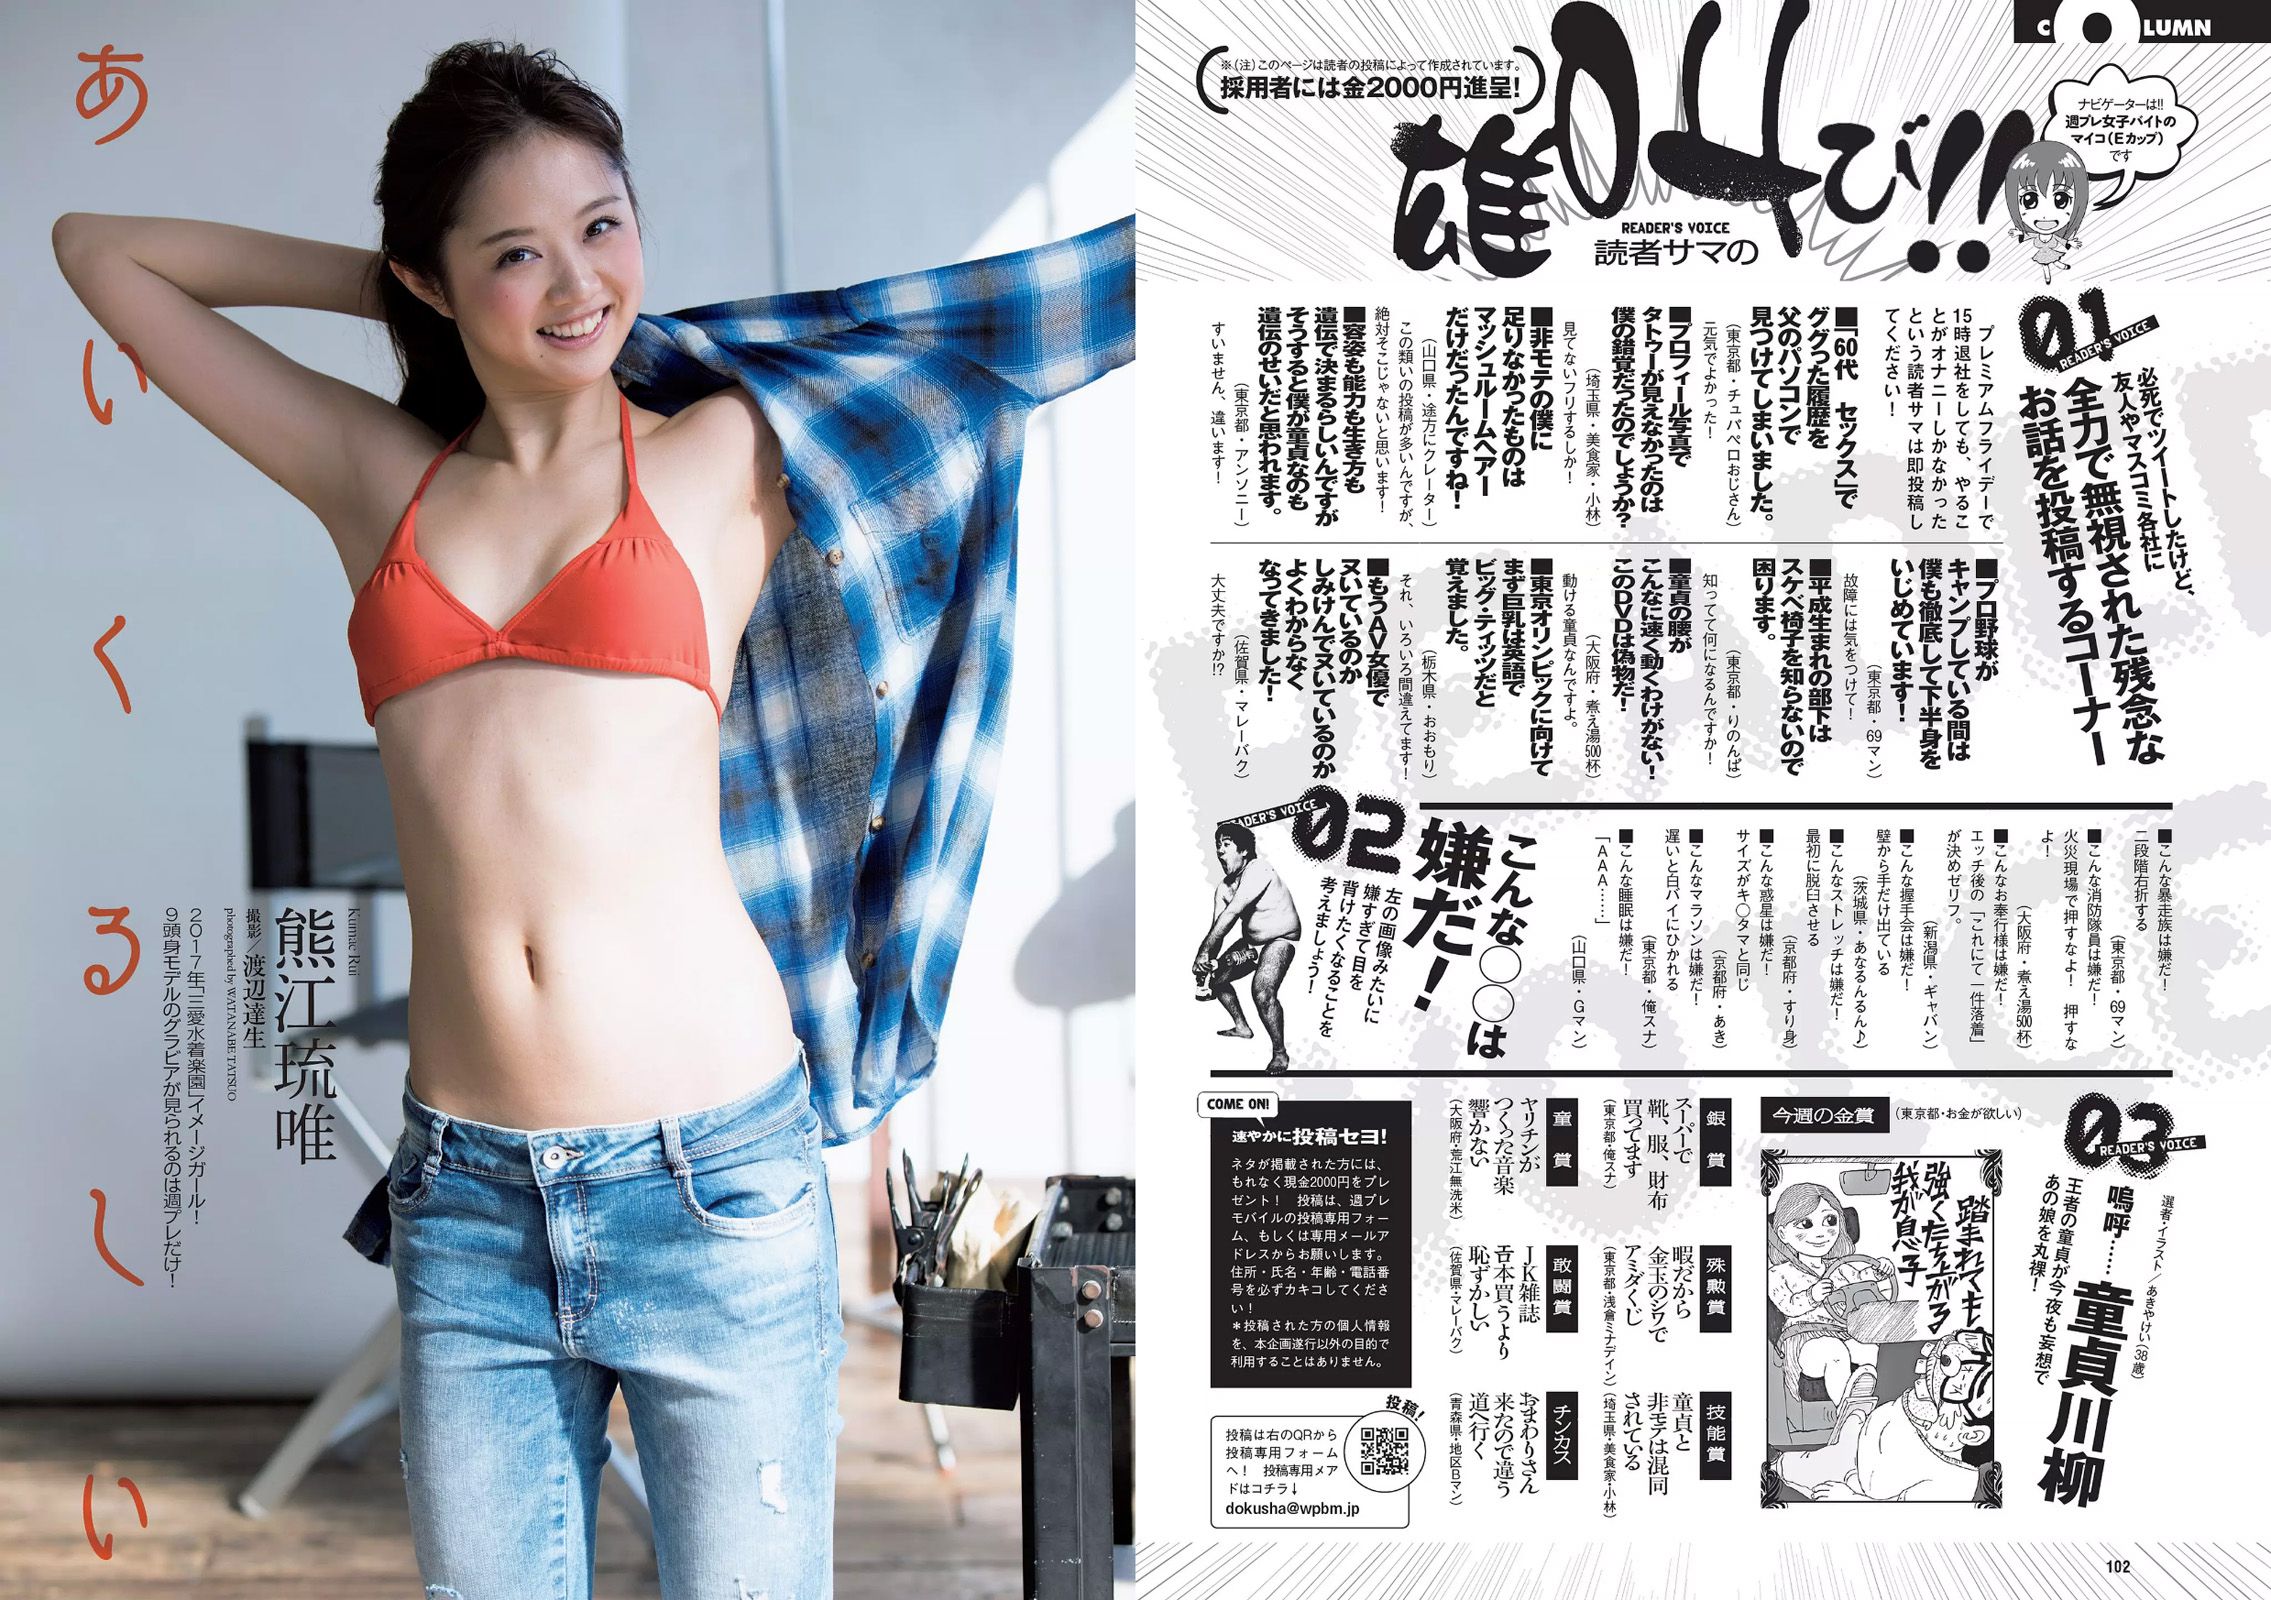 あいくるしい
Kumae Rui
熊江琉唯
撮影／渡辺達生
photographed by WATANABE TATSUO
2017年「三愛水着楽園」イメージガール！
9頭身モデルのグラビアが見られるのは週プレだけ！
COLUMN
※（注）このページは読者の投稿によって作成されています。
採用者には金2000円進呈！
READER'S VOICE
読者サマの
雄叫び!!
ナビゲーターは!!
週プレ女子バイトの
マイコ（Eカップ）
です
01
READER'S VOICE
必死でツイートしたけど、
友人やマスコミ各社に
全力で無視された残念な
お話を投稿するコーナー
プレミアムフライデーで
15時退社をしても、やるこ
とがオナニーしかなかった
という読者サマは即投稿し
てください！
■「60代　セックス」で
ググった履歴を
父のパソコンで
見つけてしまいました。
（東京都・チュパペロおじさん）
元気でよかった！
■プロフィール写真で
タトゥーが見えなかったのは
僕の錯覚だったのでしょうか？
（埼玉県・美食家・小林）
見てないフリするしか！
■非モテの僕に
足りなかったものは
マッシュルームヘアー
だけだったんですね！
（山口県・途方にクレーター）
この類いの投稿が多いんですが、
絶対そこじゃないと思います！
■容姿も能力も生き方も
遺伝で決まるらしいんですが
そうすると僕が童貞なのも
遺伝のせいだと思われます。
（東京都・アンソニー）
すいません、違います！
■プロ野球が
キャンプしている間は
僕も徹底して下半身を
いじめています！
（東京都・69マン）
故障には気をつけて！
■平成生まれの部下は
スケベ椅子を知らないので
困ります。
（東京都・りのんぱ）
知ってて何になるんですか！
■童貞の腰が
こんなに速く動くわけがない！
このDVDは偽物だ！
（大阪府・煮え湯500杯）
動ける童貞なんですよ。
■東京オリンピックに向けて
まず巨乳は英語で
ビッグ・ティッツだと
覚えました。
（栃木県・おおもり）
それ、いろいろ間違えてます！
■もうAV女優で
ヌいているのか
しみけんでヌいているのか
よくわからなく
なってきました！
（佐賀県・マレーバク）
大丈夫ですか!?
READER'S VOICE
02
こんな○○は
嫌だ！
左の画像みたいに
嫌すぎて目を
背けたくなることを
考えましょう！
■こんな暴走族は嫌だ！
二段階右折する
（東京都・69マン）
■こんな消防隊員は嫌だ！
火災現場で押すなよ！　押すな
よ！
（大阪府・煮え湯500杯）
■こんなお奉行様は嫌だ！
エッチ後の「これにて一件落着」
が決めゼリフ。
（新潟県・ギャバン）
■こんな握手会は嫌だ！
壁から手だけ出ている
（茨城県・あなるんるん♪）
■こんなストレッチは嫌だ！
最初に脱臼させる
（京都府・すり身）
■こんな惑星は嫌だ！
サイズがキ○タマと同じ
（京都府・あき）
■こんなマラソンは嫌だ！
遅いと白バイにひかれる
（東京都・俺スナ）
■こんな睡眠は嫌だ！
「AAA……」
（山口県・Gマン）
03
READER'S VOICE
選者・イラスト／あきやけい（38歳）
嗚呼……童貞川柳
王者の童貞が今夜も妄想で
あの娘を丸裸！
今週の金賞
（東京都・お金が欲しい）
踏まれても
強くたち上がる
我が息子
銀賞
スーパーで
靴、服、財布
買ってます
（東京都・俺スナ）
殊勲賞
暇だから
金玉のシワで
アミダくじ
（東京都・浅倉ミナディン）
技能賞
童貞と
非モテは混同
されている
（埼玉県・美食家・小林）
童賞
ヤリチンが
つくった音楽
響かない
（大阪府・荒江無洗米）
敢闘賞
JK雑誌
舌本買うより
恥ずかしい
（佐賀県・マレーバク）
チンカス
おまわりさん
来たので違う
道へ行く
（青森県・地区Bマン）
COME ON!
速やかに投稿セヨ！
ネタが掲載された方には、
もれなく現金2000円をプレ
ゼント！　投稿は、週プレ
モバイルの投稿専用フォー
ム、もしくは専用メールア
ドレスからお願いします。
住所・氏名・年齢・電話番
号を必ずカキコしてくださ
い！
＊投稿された方の個人情報
を、本企画遂行以外の目的で
利用することはありません。
投稿！
投稿は右のQRから
投稿専用フォーム
へ！　投稿専用メア
ドはコチラ↓
dokusha@wpbm.jp
102